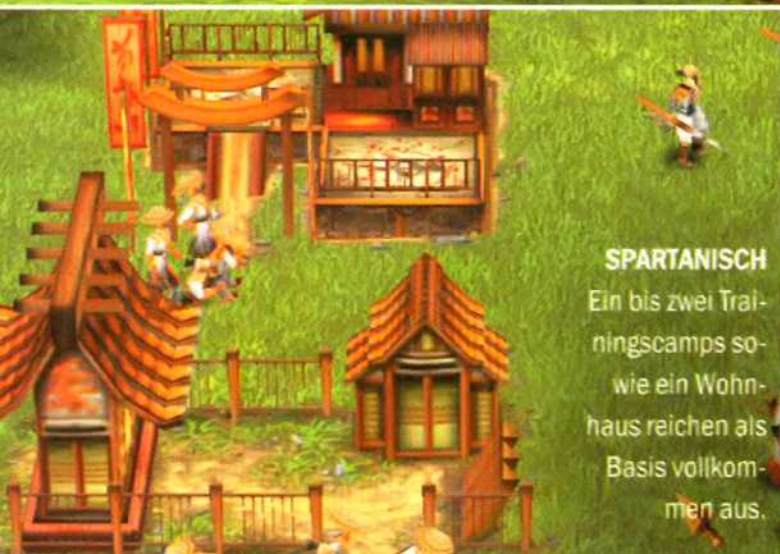 SPARTANISCH
Ein bis zwei Trai-
ningscamps so-
wie ein Wohn-
haus reichen als
Basis vollkom-
men aus.